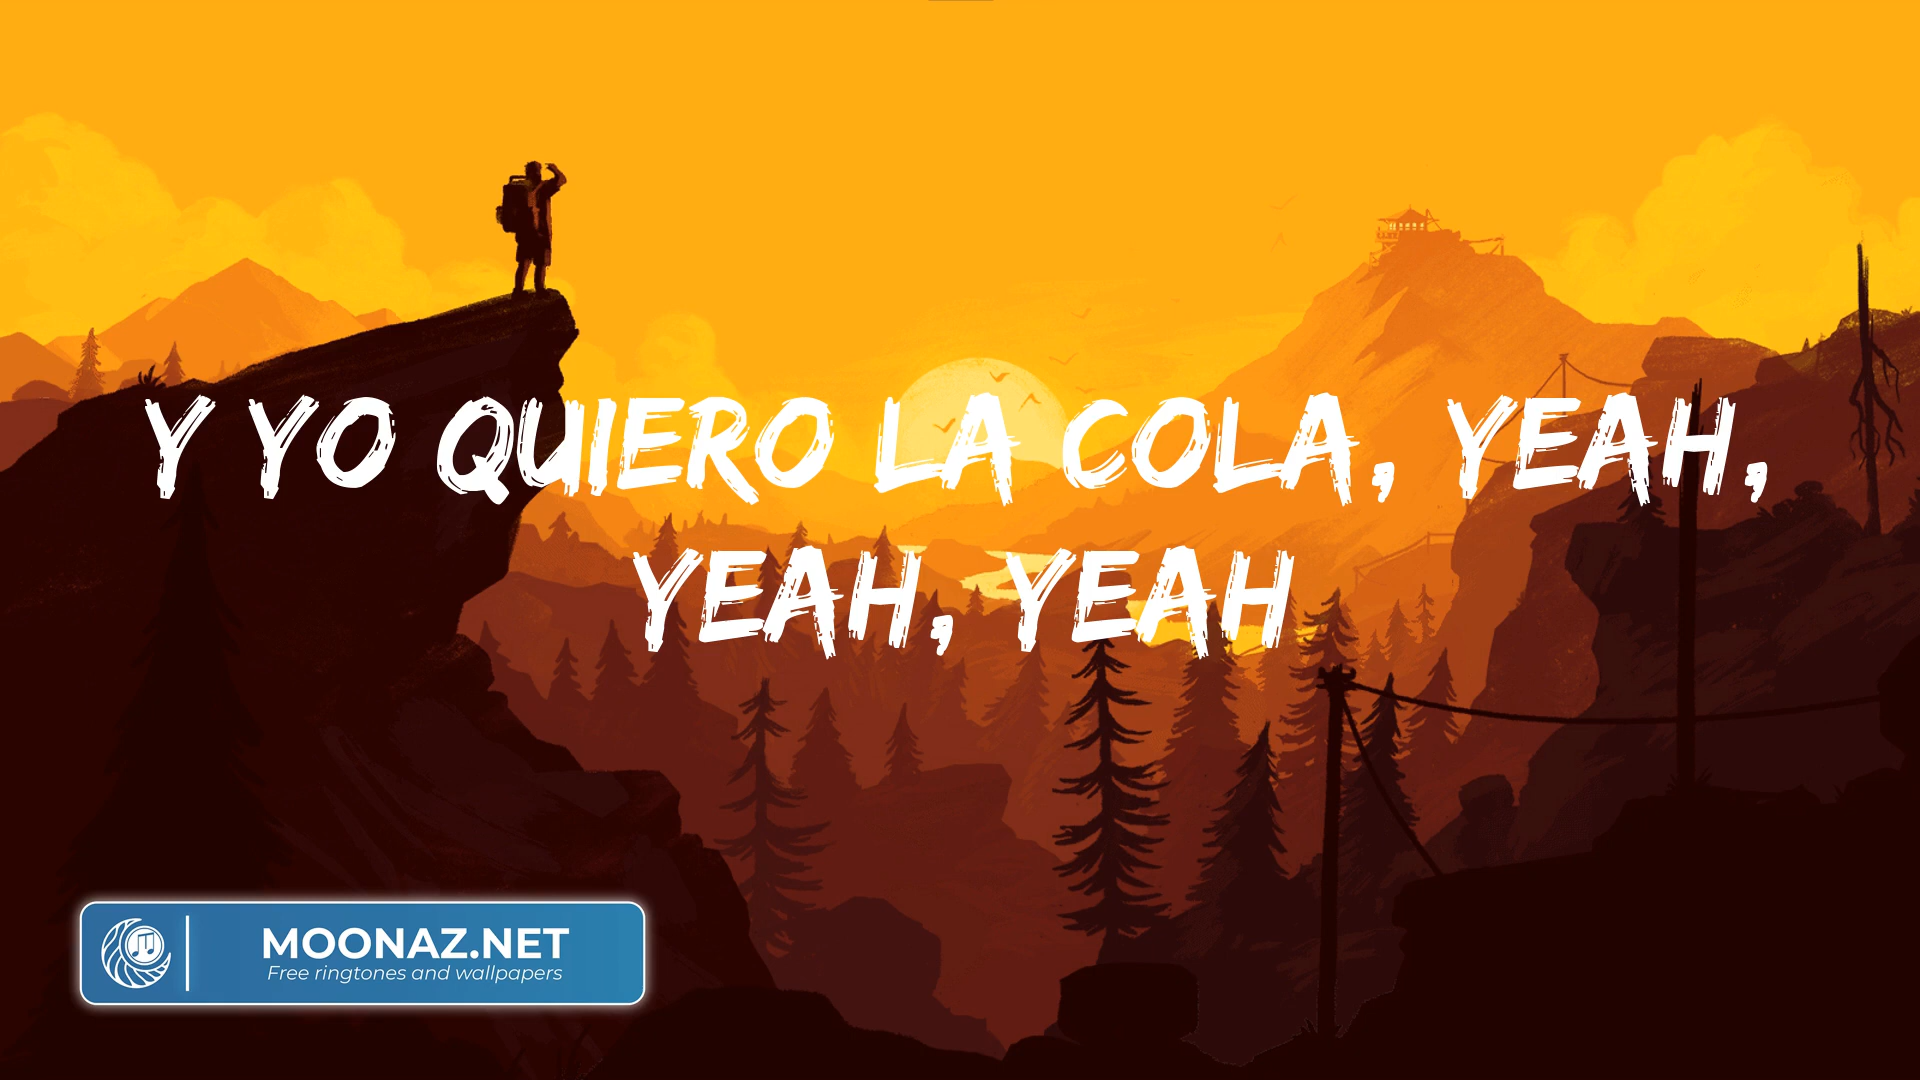 Y YO QUIERO LA COLA, YEAH,
YEAH, YEAH
MOONAZ.NET
Free ringtones and wallpapers